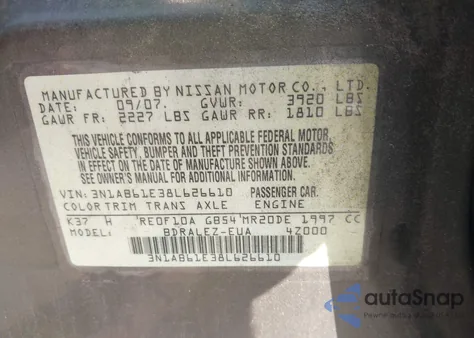 MANUFACTURED BY NISSAN MOTOR CO., LTD.
DATE: 09/07. GVWR: 3920 LBS
GAWR FR: 2227 LBS GAWR RR: 1810 LBS
THIS VEHICLE CONFORMS TO ALL APPLICABLE FEDERAL MOTOR
VEHICLE SAFETY, BUMPER AND THEFT PREVENTION STANDARDS
IN EFFECT ON THE DATE OF MANUFACTURE SHOWN ABOVE.
SEE OWNER'S MANUAL FOR ADDITIONAL INFORMATION.
VIN: 3N1AB61E38L626610 PASSENGER CAR.
COLOR TRIM TRANS AXLE ENGINE
K37 H RE0F10A GB54 MR20DE 1997 CC
MODEL: BDRALEZ-EUA 4Z000
3N1AB61E38L626610
autoSnap